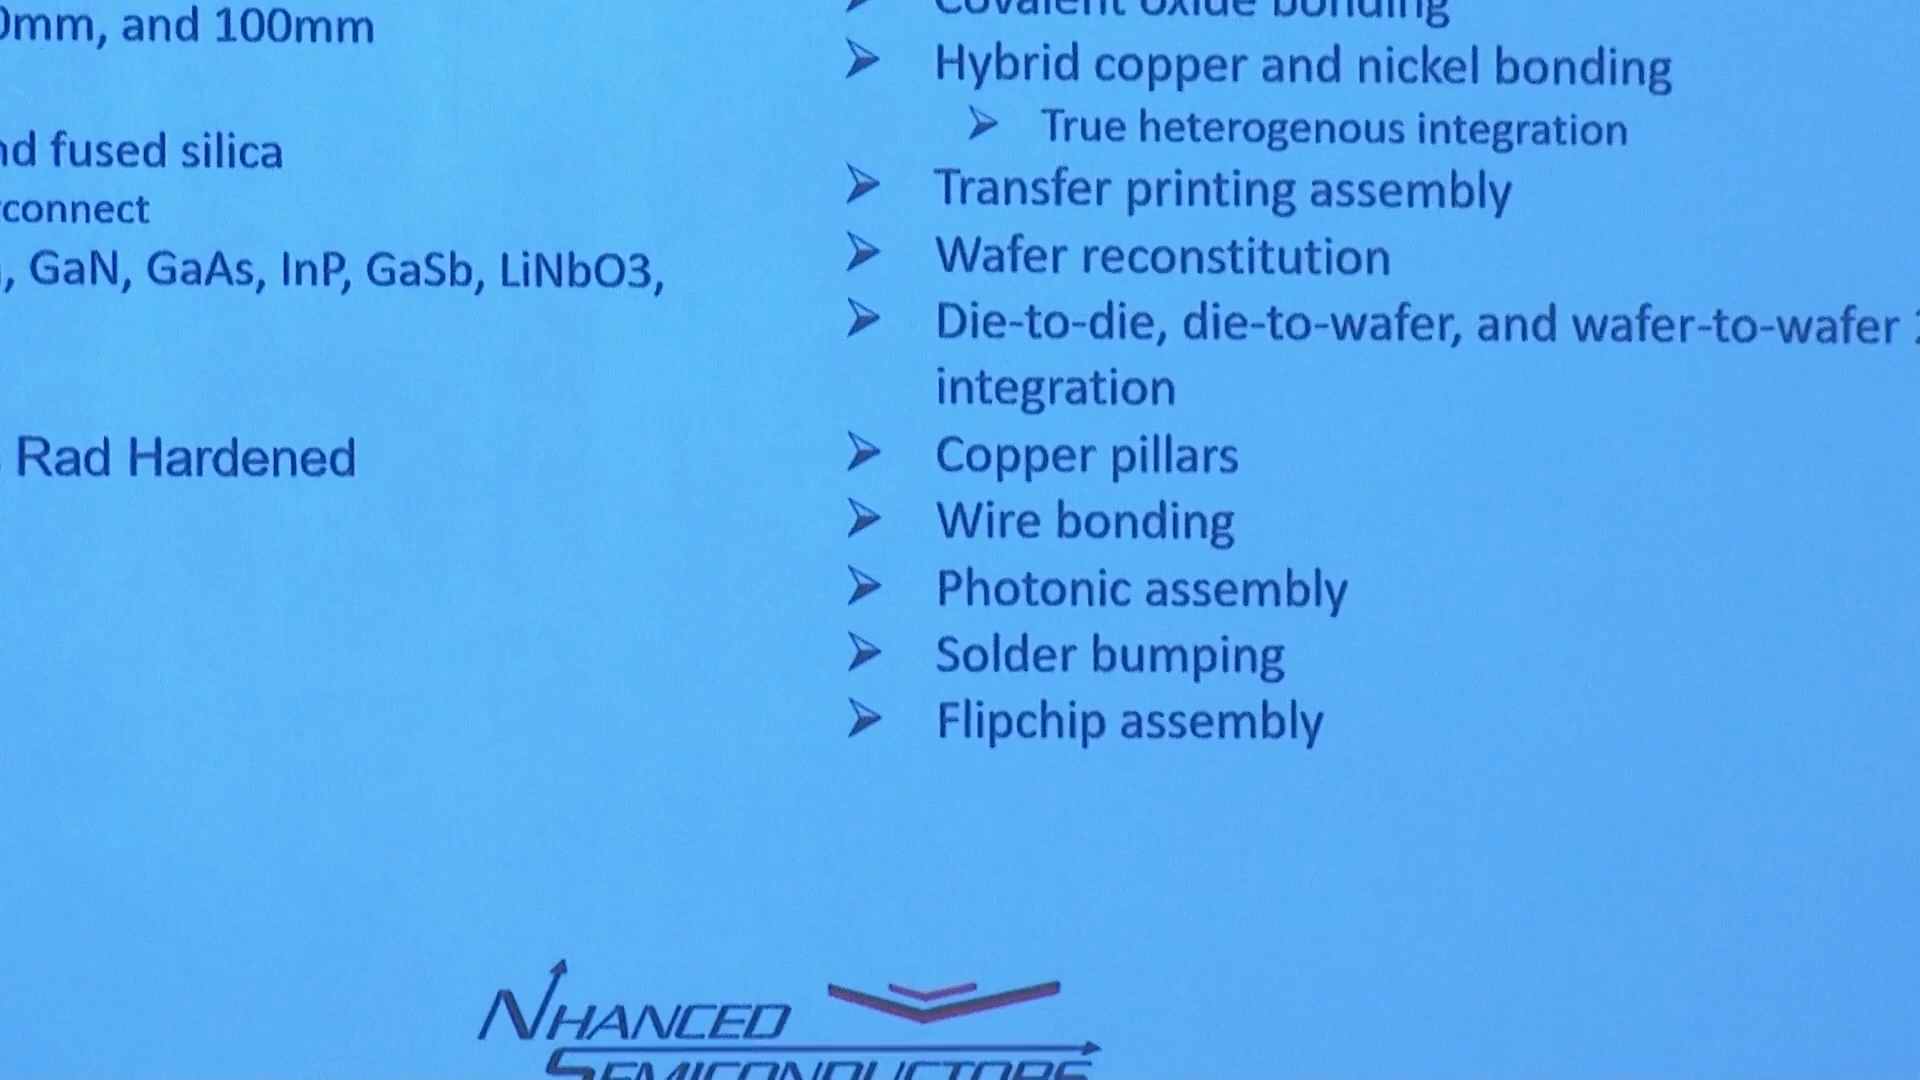 and 100mm
fused silica
GaN, GaAs, InP, GaSb, LiNbO3,
Rad Hardened
Covalent oxide bonding
Hybrid copper and nickel bonding
True heterogenous integration
Transfer printing assembly
Wafer reconstitution
Die-to-die, die-to-wafer, and wafer-to-wafer
integration
Copper pillars
Wire bonding
Photonic assembly
Solder bumping
Flipchip assembly
NHANCED
SEMICONDUCTORS